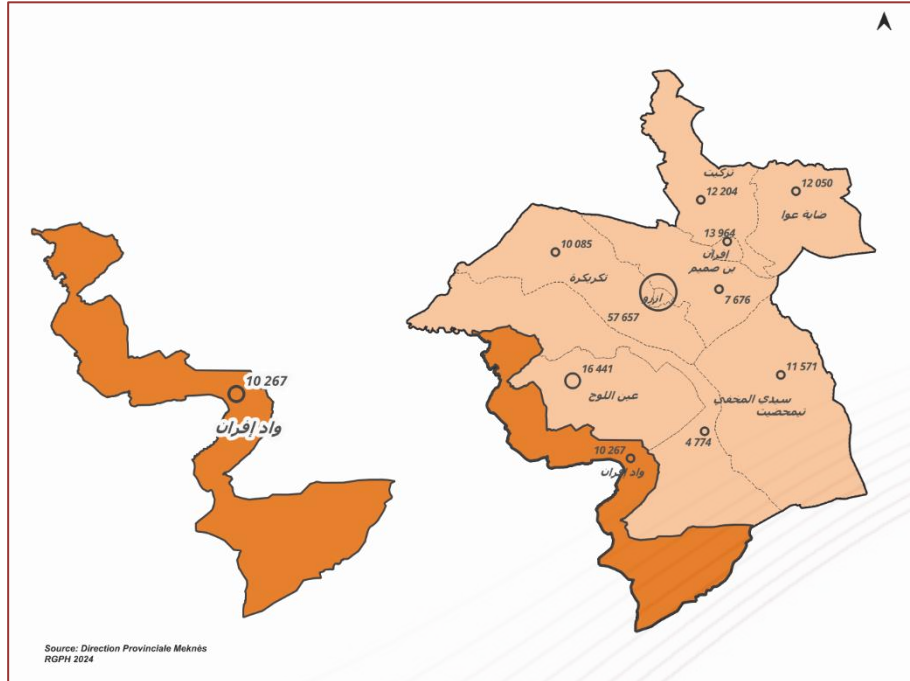 10 267
واد إفران
تزكيت
12 204
12 050
ضاية عوا
13 964
إفران
بن صميم
7 676
10 085
تكريكرة
ازرو
57 657
16 441
عين اللوح
11 571
سيدي المخفي
تيمحضيت
4 774
10 267
واد إفران
Source: Direction Provinciale Meknès
RGPH 2024